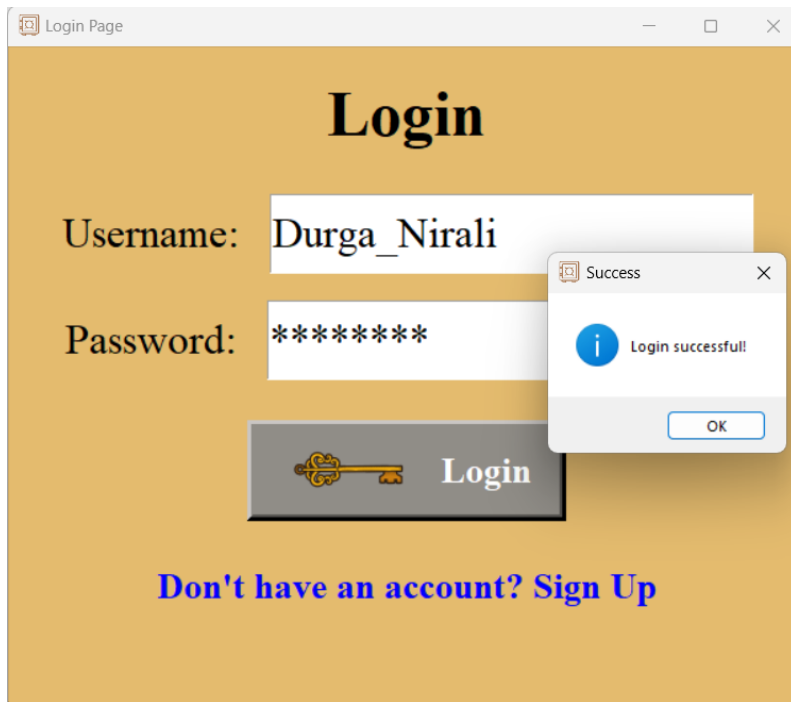 Login Page
Login
Username: Durga_Nirali
Success
Password: ********
Login successful!
OK
Login
Don't have an account? Sign Up